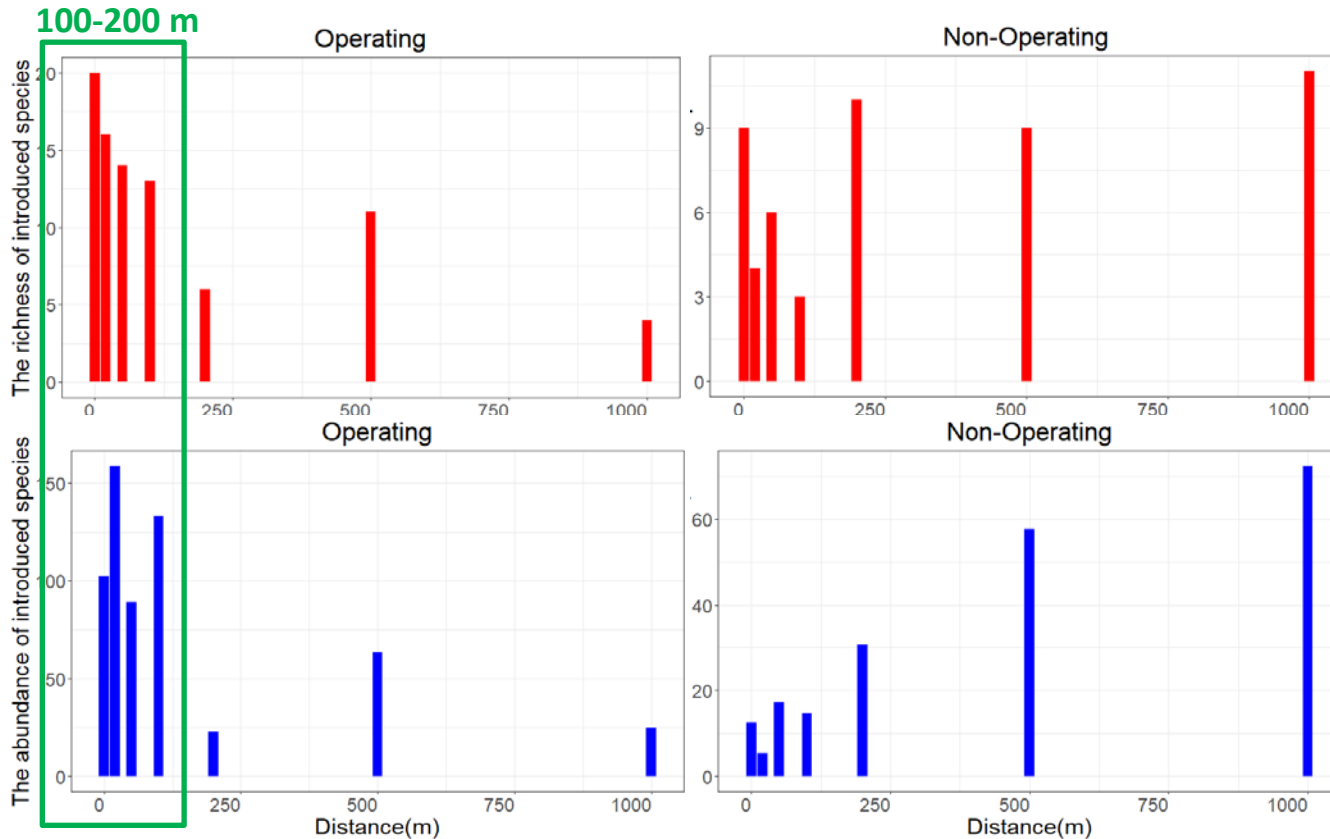 100-200 m
Operating
Non-Operating
The richness of introduced species
20
15
10
5
0
9
6
3
0
0 250 500 750 1000
0 250 500 750 1000
Operating
Non-Operating
The abundance of introduced species
150
100
50
0
60
40
20
0
0 250 500 750 1000
0 250 500 750 1000
Distance(m)
Distance(m)